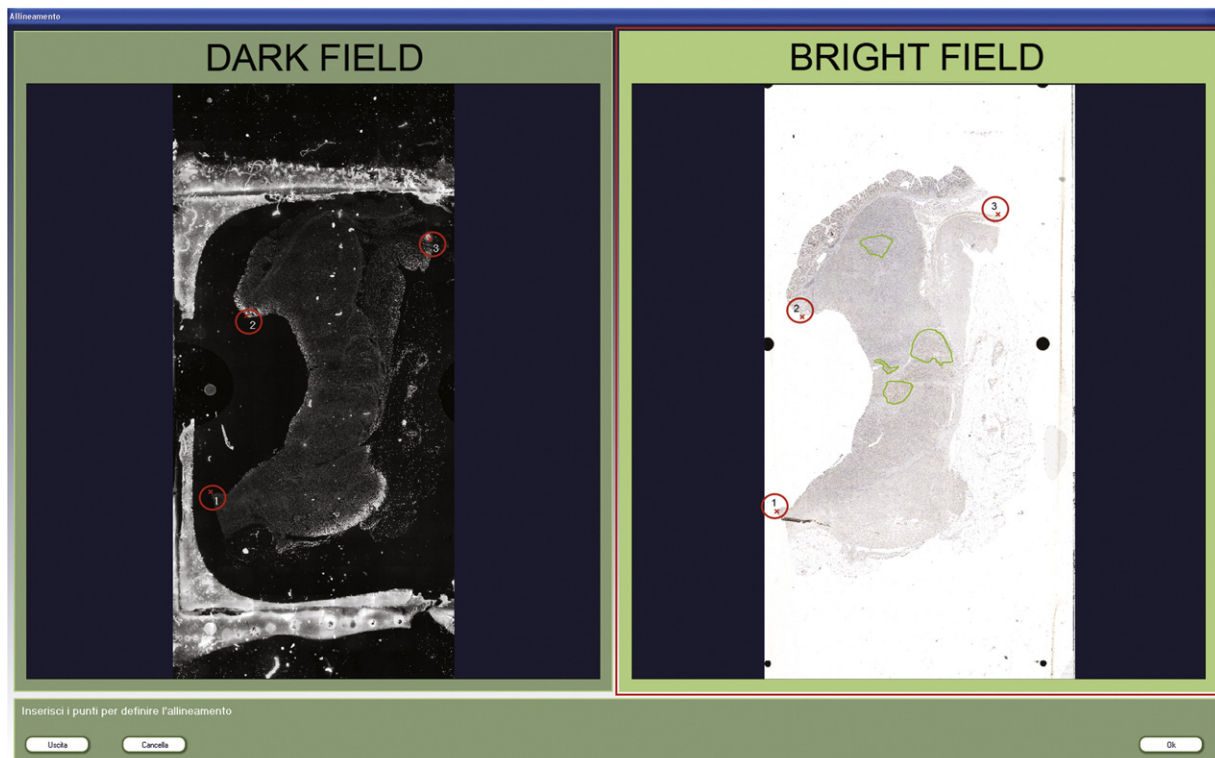 Allineamento
DARK FIELD
BRIGHT FIELD
3
2
1
3
2
1
Inserisci i punti per definire l'allineamento
Uscita
Cancella
Ok